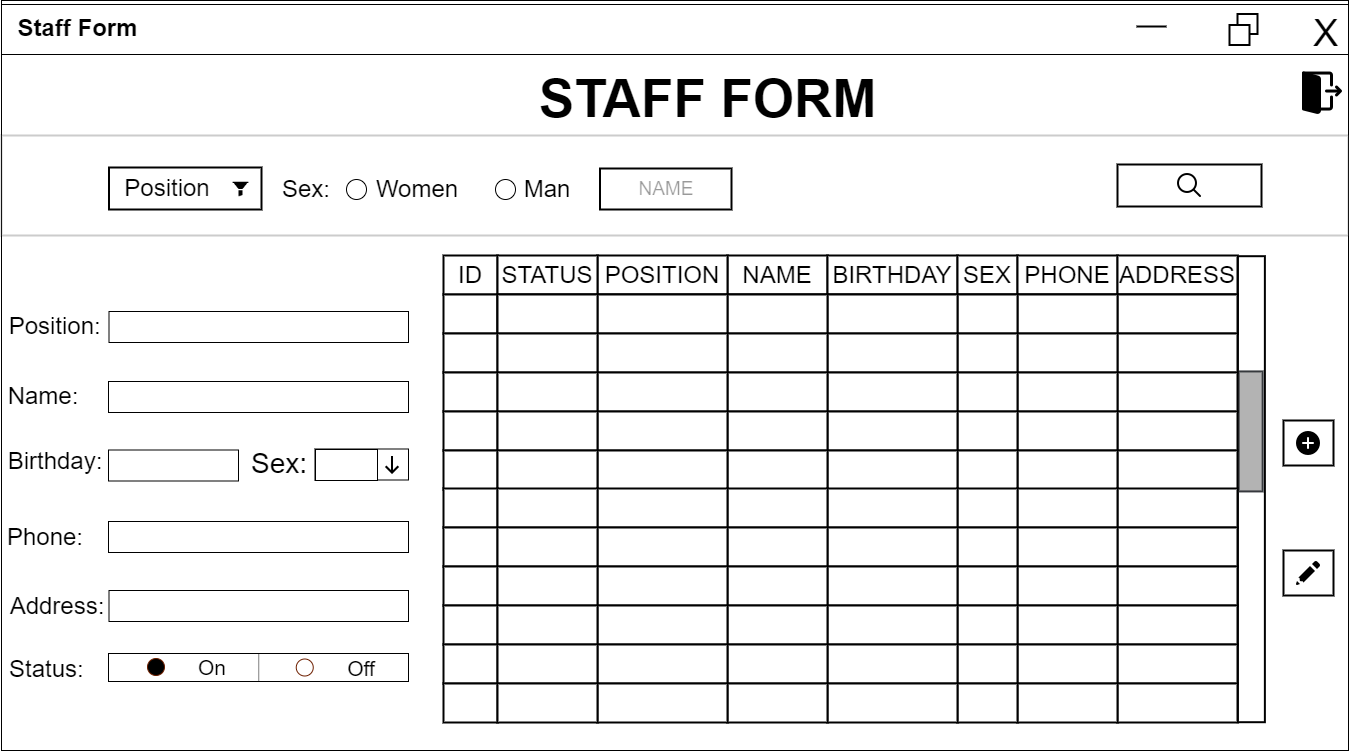 Staff Form
X
STAFF FORM
Position Sex: Women Man NAME
ID STATUS POSITION NAME BIRTHDAY SEX PHONE ADDRESS
Position:
Name:
Birthday: Sex:
Phone:
Address:
Status: On Off